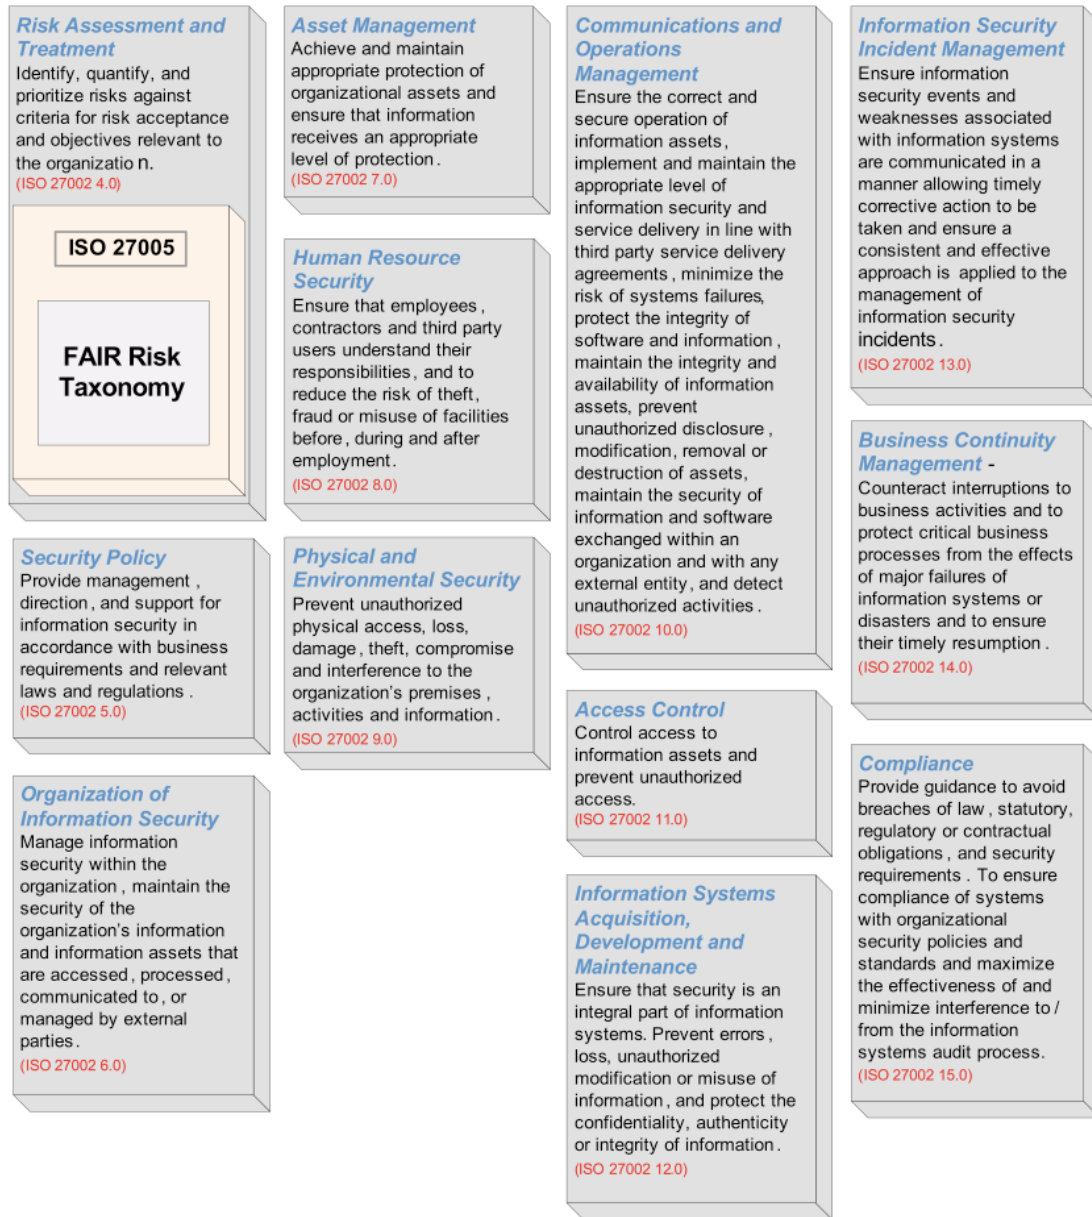 Risk Assessment and
Treatment
Identify, quantify, and
prioritize risks against
criteria for risk acceptance
and objectives relevant to
the organizatio n.
(ISO 27002 4.0)
ISO 27005
FAIR Risk
Taxonomy
Security Policy
Provide management ,
direction , and support for
information security in
accordance with business
requirements and relevant
laws and regulations .
(ISO 27002 5.0)
Organization of
Information Security
Manage information
security within the
organization , maintain the
security of the
organization's information
and information assets that
are accessed , processed ,
communicated to , or
managed by external
parties.
(ISO 27002 6.0)
Asset Management
Achieve and maintain
appropriate protection of
organizational assets and
ensure that information
receives an appropriate
level of protection .
(ISO 27002 7.0)
Human Resource
Security
Ensure that employees ,
contractors and third party
users understand their
responsibilities, and to
reduce the risk of theft,
fraud or misuse of facilities
before , during and after
employment.
(ISO 27002 8.0)
Physical and
Environmental Security
Prevent unauthorized
physical access, loss,
damage , theft, compromise
and interference to the
organization's premises ,
activities and information .
(ISO 27002 9.0)
Communications and
Operations
Management
Ensure the correct and
secure operation of
information assets,
implement and maintain the
appropriate level of
information security and
service delivery in line with
third party service delivery
agreements , minimize the
risk of systems failures,
protect the integrity of
software and information ,
maintain the integrity and
availability of information
assets, prevent
unauthorized disclosure ,
modification, removal or
destruction of assets,
maintain the security of
information and software
exchanged within an
organization and with any
external entity, and detect
unauthorized activities .
(ISO 27002 10.0)
Access Control
Control access to
information assets and
prevent unauthorized
access.
(ISO 27002 11.0)
Information Systems
Acquisition,
Development and
Maintenance
Ensure that security is an
integral part of information
systems. Prevent errors ,
loss, unauthorized
modification or misuse of
information , and protect the
confidentiality, authenticity
or integrity of information .
(ISO 27002 12.0)
Information Security
Incident Management
Ensure information
security events and
weaknesses associated
with information systems
are communicated in a
manner allowing timely
corrective action to be
taken and ensure a
consistent and effective
approach is applied to the
management of
information security
incidents .
(ISO 27002 13.0)
Business Continuity
Management -
Counteract interruptions to
business activities and to
protect critical business
processes from the effects
of major failures of
information systems or
disasters and to ensure
their timely resumption .
(ISO 27002 14.0)
Compliance
Provide guidance to avoid
breaches of law , statutory,
regulatory or contractual
obligations , and security
requirements . To ensure
compliance of systems
with organizational
security policies and
standards and maximize
the effectiveness of and
minimize interference to /
from the information
systems audit process.
(ISO 27002 15.0)